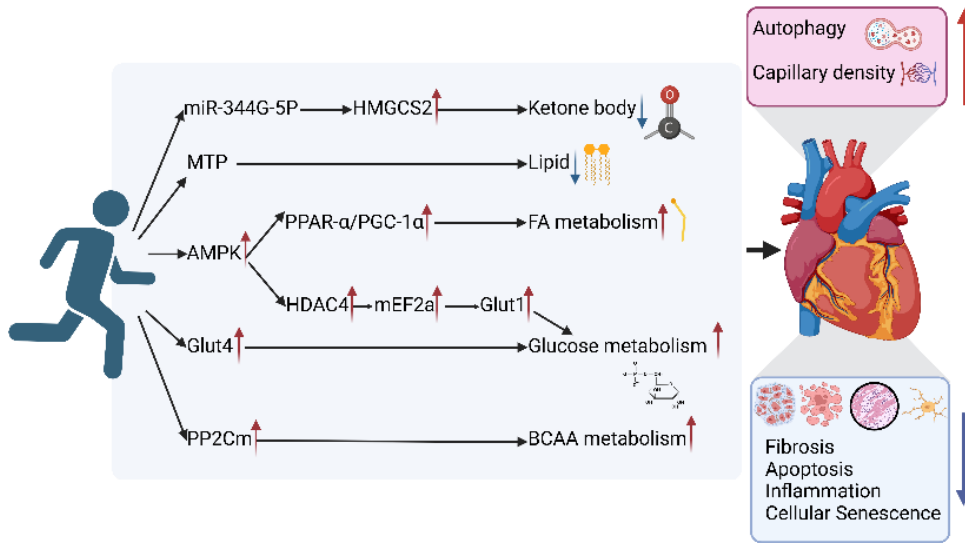 Autophagy
Capillary density
miR-344G-5P
HMGCS2
Ketone body
O
C
MTP
Lipid
PPAR-α/PGC-1α
FA metabolism
AMPK
HDAC4
mEF2a
Glut1
Glut4
Glucose metabolism
PP2Cm
BCAA metabolism
Fibrosis
Apoptosis
Inflammation
Cellular Senescence